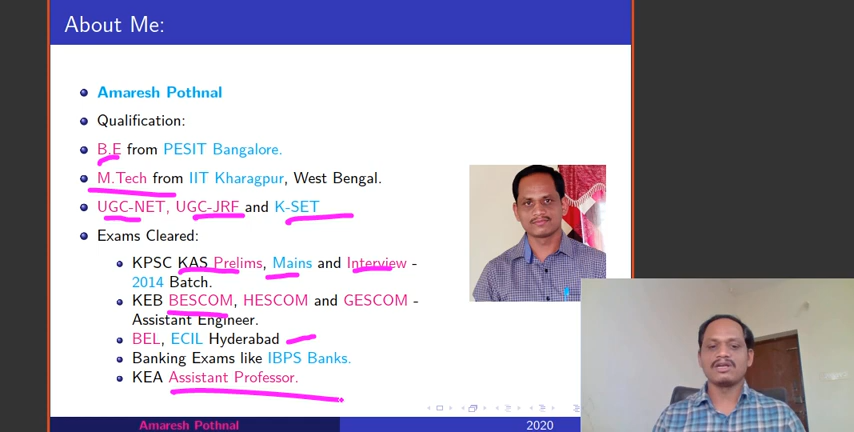 About Me:
Amaresh Pothnal
Qualification:
B.E from PESIT Bangalore.
M.Tech from IIT Kharagpur, West Bengal.
UGC-NET, UGC-JRF and K-SET
Exams Cleared:
KPSC KAS Prelims, Mains and Interview -
2014 Batch.
KEB BESCOM, HESCOM and GESCOM -
Assistant Engineer.
BEL, ECIL Hyderabad
Banking Exams like IBPS Banks.
KEA Assistant Professor.
Amaresh Pothnal
2020